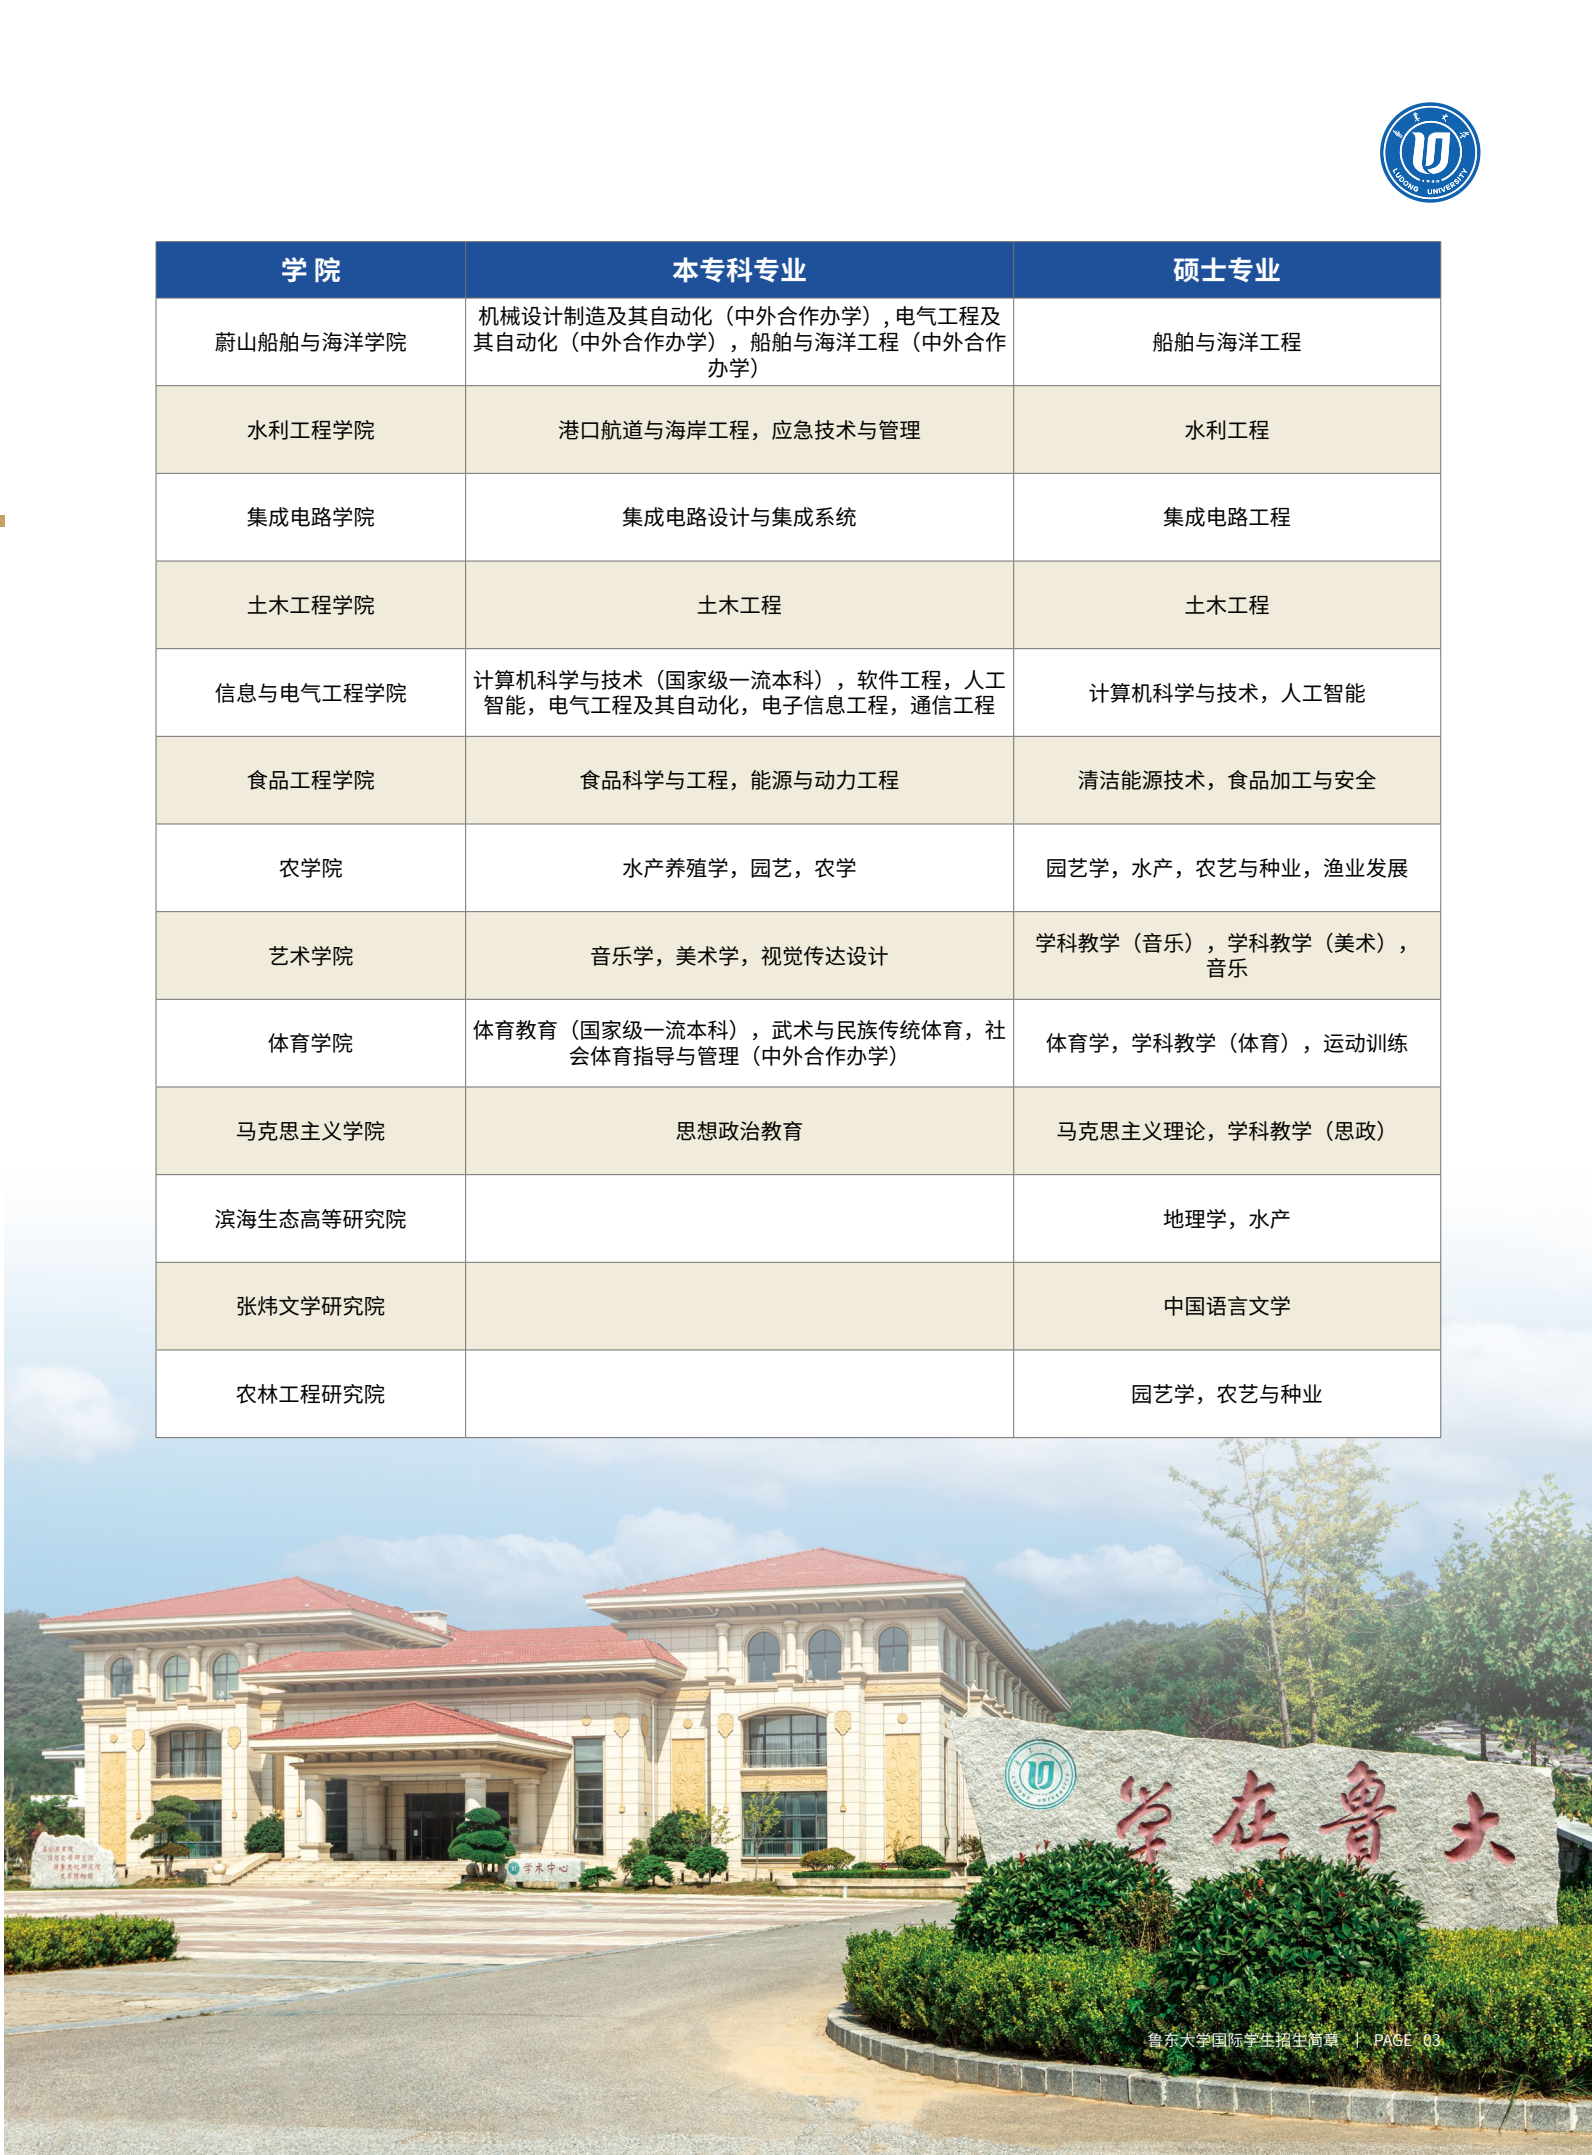 鲁东大学
LUDONG UNIVERSITY
学 院 本专科专业 硕士专业
蔚山船舶与海洋学院
机械设计制造及其自动化（中外合作办学）, 电气工程及
其自动化（中外合作办学），船舶与海洋工程（中外合作
办学）
船舶与海洋工程
水利工程学院 港口航道与海岸工程，应急技术与管理 水利工程
集成电路学院 集成电路设计与集成系统 集成电路工程
土木工程学院 土木工程 土木工程
信息与电气工程学院
计算机科学与技术（国家级一流本科），软件工程，人工
智能，电气工程及其自动化，电子信息工程，通信工程
计算机科学与技术，人工智能
食品工程学院 食品科学与工程，能源与动力工程 清洁能源技术，食品加工与安全
农学院 水产养殖学，园艺，农学 园艺学，水产，农艺与种业，渔业发展
艺术学院 音乐学，美术学，视觉传达设计
学科教学（音乐），学科教学（美术），
音乐
体育学院
体育教育（国家级一流本科），武术与民族传统体育，社
会体育指导与管理（中外合作办学）
体育学，学科教学（体育），运动训练
马克思主义学院 思想政治教育 马克思主义理论，学科教学（思政）
滨海生态高等研究院 地理学，水产
张炜文学研究院 中国语言文学
农林工程研究院 园艺学，农艺与种业
学在鲁大
学术中心
鲁东大学国际学生招生简章 | PAGE 03